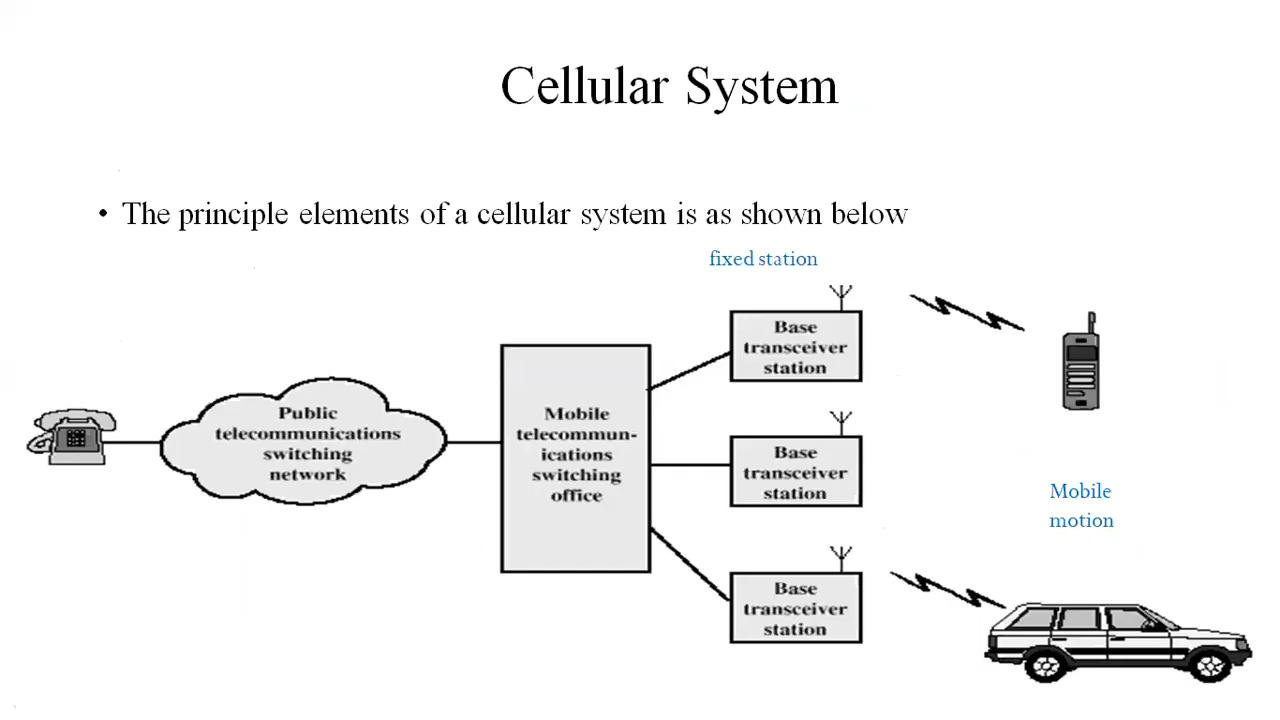 Cellular System
• The principle elements of a cellular system is as shown below
fixed station
Base
transceiver
station
Public
telecommunications
switching
network
Mobile
telecommun-
ications
switching
office
Base
transceiver
station
Mobile
motion
Base
transceiver
station